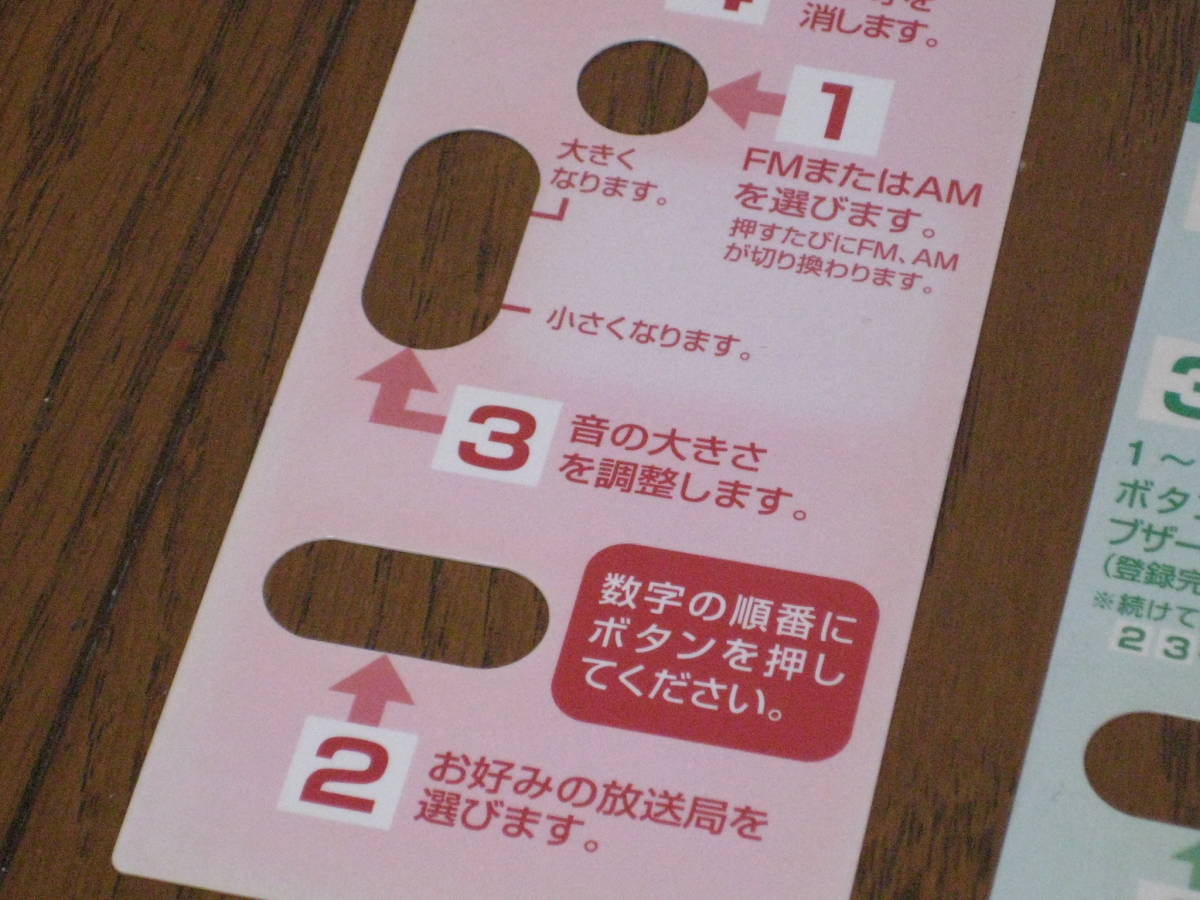 4
消します。
1
FMまたはAM
を選びます。
押すたびにFM、AM
が切り換わります。
大きく
なります。
小さくなります。
3
音の大きさ
を調整します。
数字の順番に
ボタンを押し
てください。
2
お好みの放送局を
選びます。
3
1～
ボタ
ブザー
(登録完
※続けて
2 3